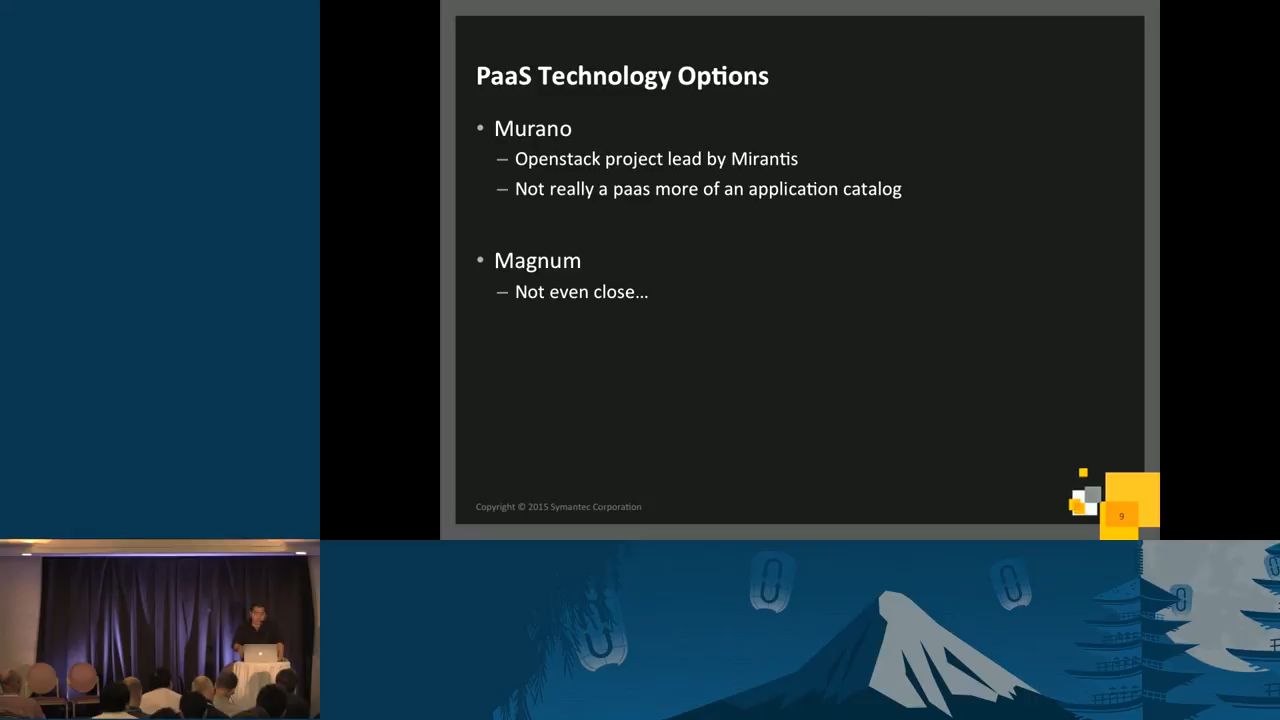 PaaS Technology Options
• Murano
– Openstack project lead by Mirantis
– Not really a paas more of an application catalog
• Magnum
– Not even close…
Copyright © 2015 Symantec Corporation
9